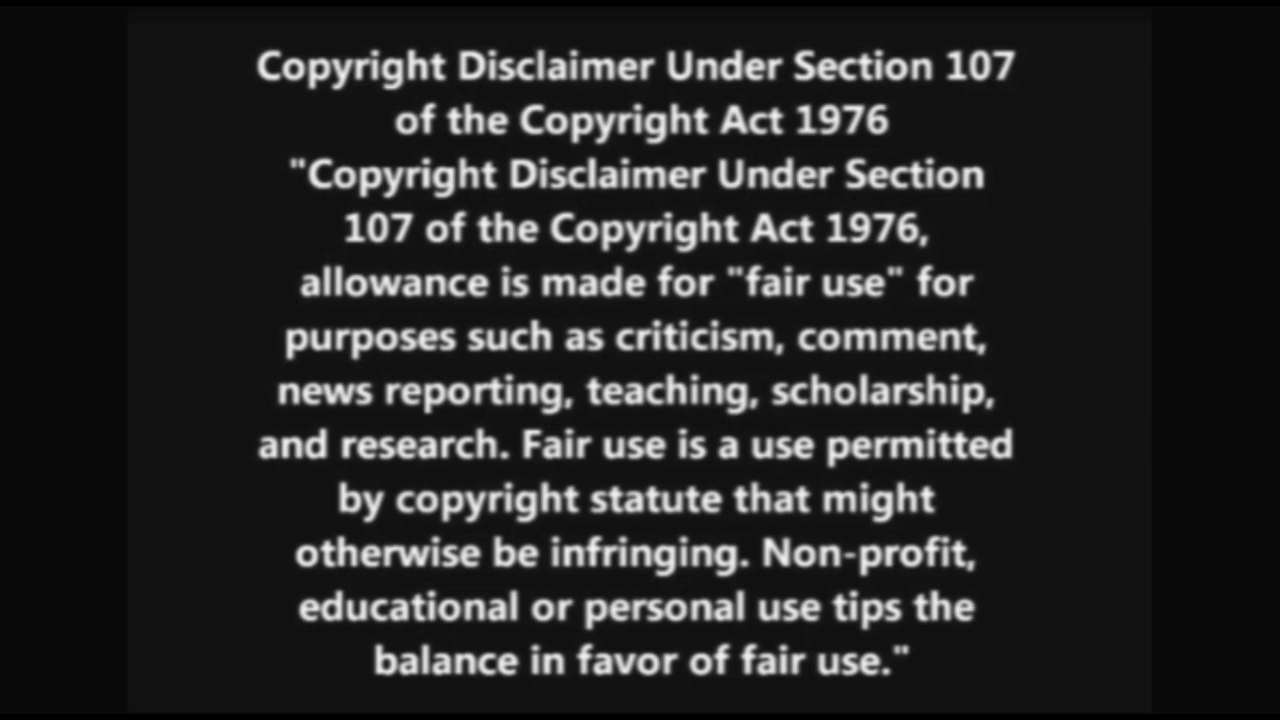 Copyright Disclaimer Under Section 107
of the Copyright Act 1976
"Copyright Disclaimer Under Section
107 of the Copyright Act 1976,
allowance is made for "fair use" for
purposes such as criticism, comment,
news reporting, teaching, scholarship,
and research. Fair use is a use permitted
by copyright statute that might
otherwise be infringing. Non-profit,
educational or personal use tips the
balance in favor of fair use."